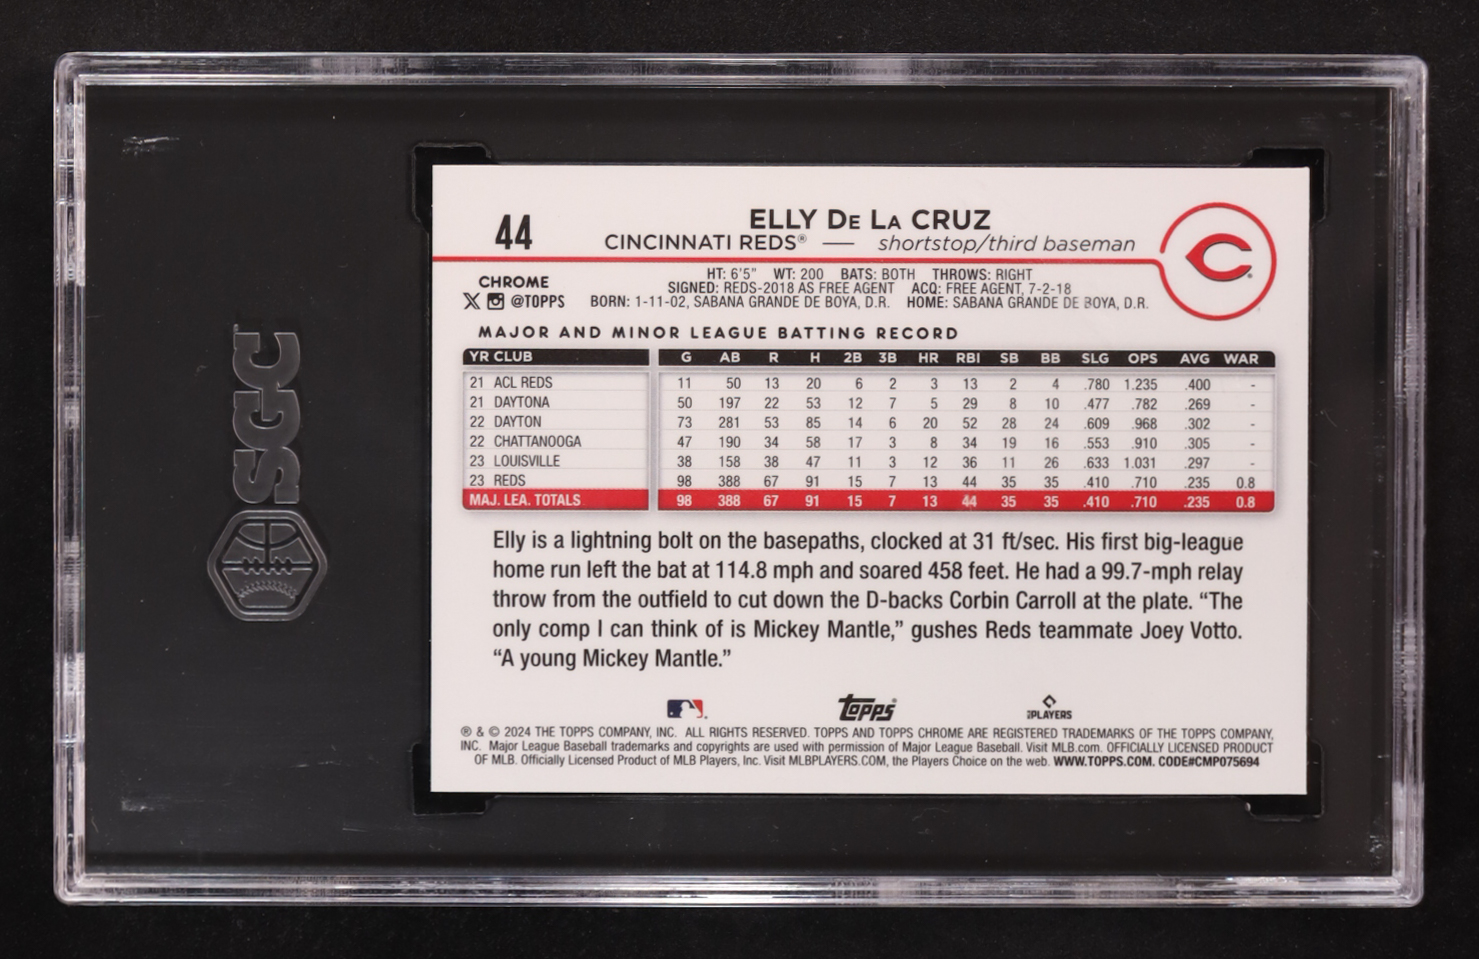 SGC
44
ELLY DE LA CRUZ
CINCINNATI REDS® — shortstop/third baseman
C
CHROME
X @TOPPS
HT: 6'5" WT: 200 BATS: BOTH THROWS: RIGHT
SIGNED: REDS-2018 AS FREE AGENT ACQ: FREE AGENT, 7-2-18
BORN: 1-11-02, SABANA GRANDE DE BOYA, D.R. HOME: SABANA GRANDE DE BOYA, D.R.
MAJOR AND MINOR LEAGUE BATTING RECORD
YR CLUB G AB R H 2B 3B HR RBI SB BB SLG OPS AVG WAR
21 ACL REDS 11 50 13 20 6 2 3 13 2 4 .780 1.235 .400 -
21 DAYTONA 50 197 22 53 12 7 5 29 8 10 .477 .782 .269 -
22 DAYTON 73 281 53 85 14 6 20 52 28 24 .609 .968 .302 -
22 CHATTANOOGA 47 190 34 58 17 3 8 34 19 16 .553 .910 .305 -
23 LOUISVILLE 38 158 38 47 11 3 12 36 11 26 .633 1.031 .297 -
23 REDS 98 388 67 91 15 7 13 44 35 35 .410 .710 .235 0.8
MAJ. LEA. TOTALS 98 388 67 91 15 7 13 44 35 35 .410 .710 .235 0.8
Elly is a lightning bolt on the basepaths, clocked at 31 ft/sec. His first big-league
home run left the bat at 114.8 mph and soared 458 feet. He had a 99.7-mph relay
throw from the outfield to cut down the D-backs Corbin Carroll at the plate. “The
only comp I can think of is Mickey Mantle,” gushes Reds teammate Joey Votto.
“A young Mickey Mantle.”
Topps®
PLAYERS
® & © 2024 THE TOPPS COMPANY, INC. ALL RIGHTS RESERVED. TOPPS AND TOPPS CHROME ARE REGISTERED TRADEMARKS OF THE TOPPS COMPANY,
INC. Major League Baseball trademarks and copyrights are used with permission of Major League Baseball. Visit MLB.com. OFFICIALLY LICENSED PRODUCT
OF MLB. Officially Licensed Product of MLB Players, Inc. Visit MLBPLAYERS.COM, the Players Choice on the web. WWW.TOPPS.COM. CODE#CMP075694